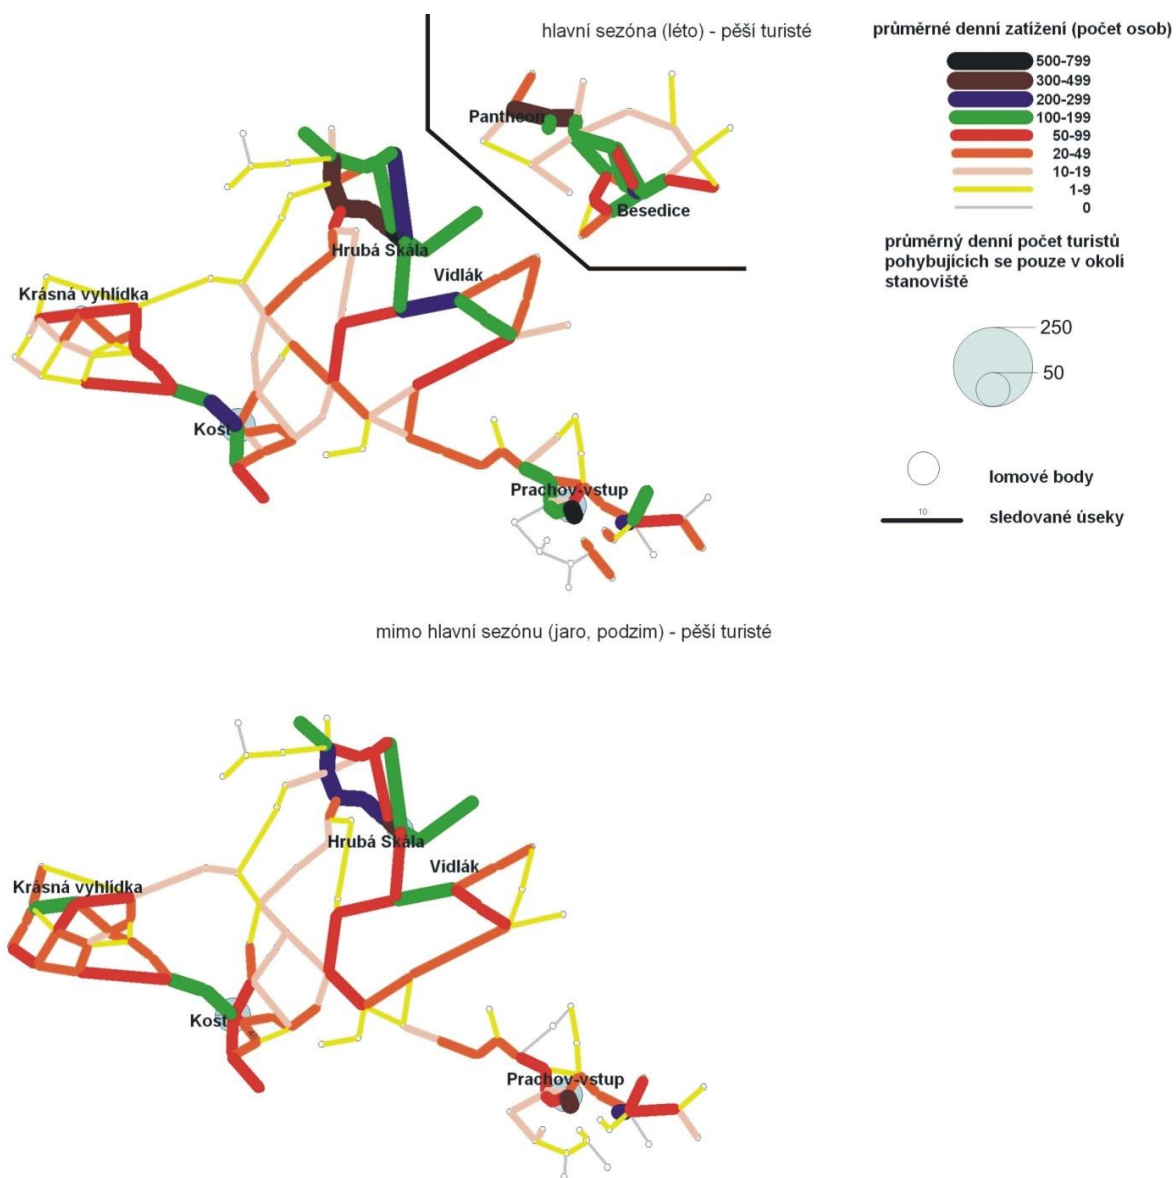 hlavní sezóna (léto) - pěší turisté
průměrné denní zatížení (počet osob)
500-799
300-499
200-299
100-199
50-99
20-49
10-19
1-9
0
Pantheon
Besedice
Hrubá Skála
Vidlák
Krásná vyhlídka
Kost
Prachov-vstup
průměrný denní počet turistů
pohybujících se pouze v okolí
stanoviště
250
50
lomové body
10
sledované úseky
mimo hlavní sezónu (jaro, podzim) - pěší turisté
Hrubá Skála
Vidlák
Krásná vyhlídka
Kost
40
Prachov-vstup